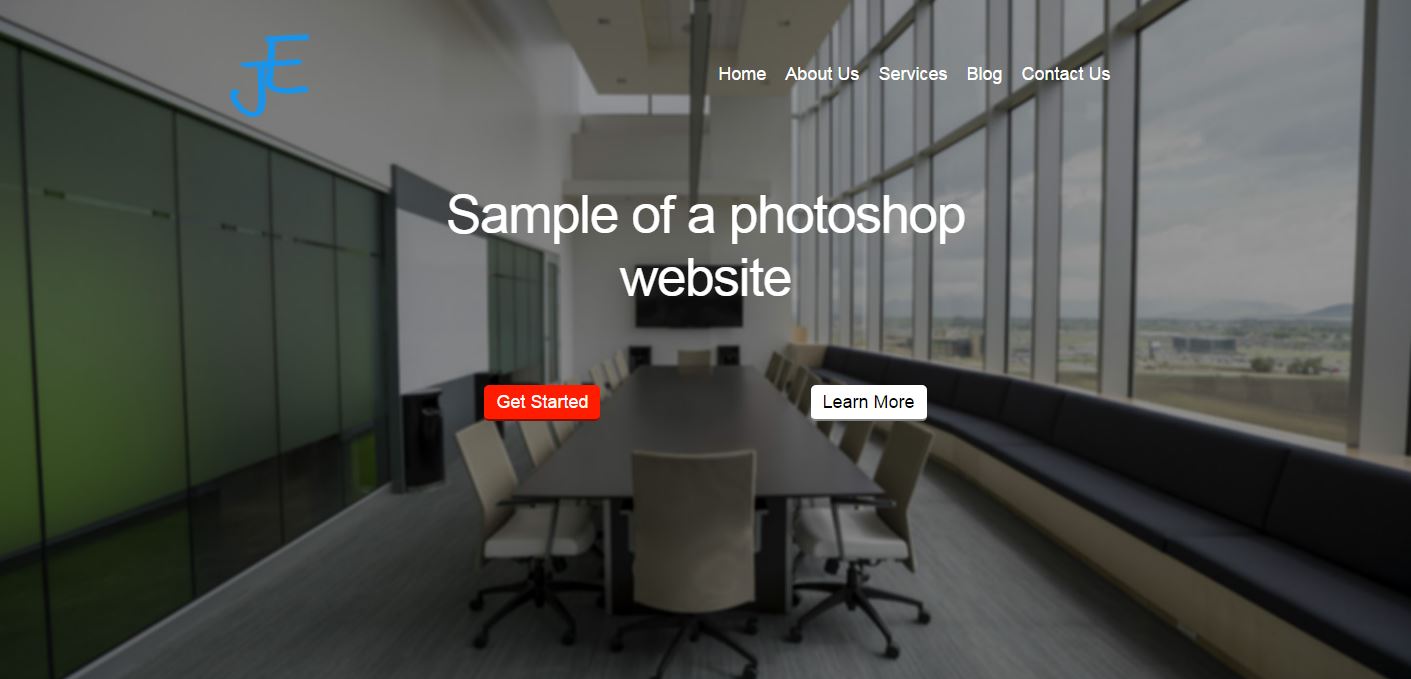 JE
Home About Us Services Blog Contact Us
Sample of a photoshop
website
Get Started Learn More